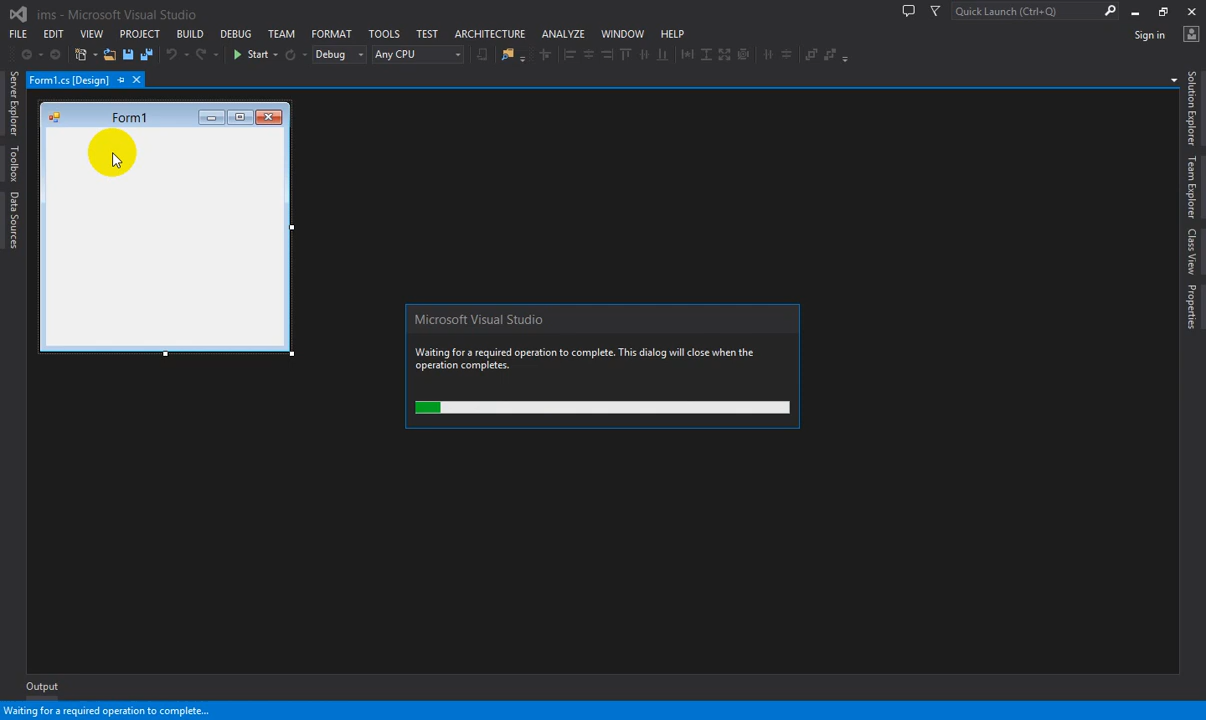 ims - Microsoft Visual Studio
Quick Launch (Ctrl+Q)
FILE EDIT VIEW PROJECT BUILD DEBUG TEAM FORMAT TOOLS TEST ARCHITECTURE ANALYZE WINDOW HELP
Sign in
Start Debug Any CPU
Form1.cs [Design]
Server Explorer
Toolbox
Data Sources
Form1
Microsoft Visual Studio
Waiting for a required operation to complete. This dialog will close when the
operation completes.
Solution Explorer
Team Explorer
Class View
Properties
Output
Waiting for a required operation to complete...